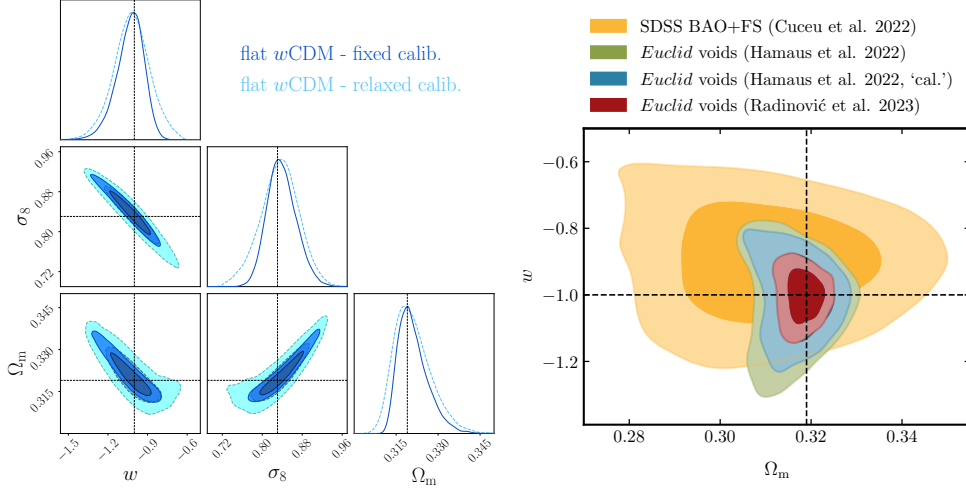 flat wCDM - fixed calib.
flat wCDM - relaxed calib.
σ8
0.96
0.88
0.80
0.72
Ωm
0.345
0.330
0.315
−1.5
−1.2
−0.9
−0.6
w
0.72
0.80
0.88
0.96
σ8
0.315
0.330
0.345
Ωm
SDSS BAO+FS (Cuceu et al. 2022)
Euclid voids (Hamaus et al. 2022)
Euclid voids (Hamaus et al. 2022, ‘cal.’)
Euclid voids (Radinović et al. 2023)
w
−0.6
−0.8
−1.0
−1.2
0.28
0.30
0.32
0.34
Ωm